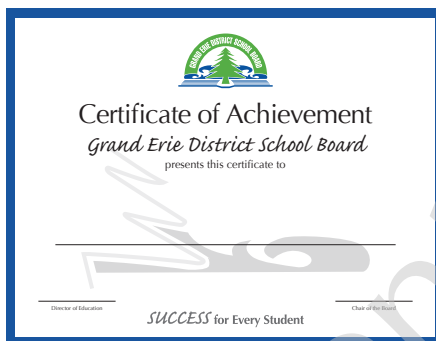 GRAND ERIE DISTRICT SCHOOL BOARD
Certificate of Achievement
Grand Erie District School Board
presents this certificate to
Director of Education
Chair of the Board
SUCCESS for Every Student